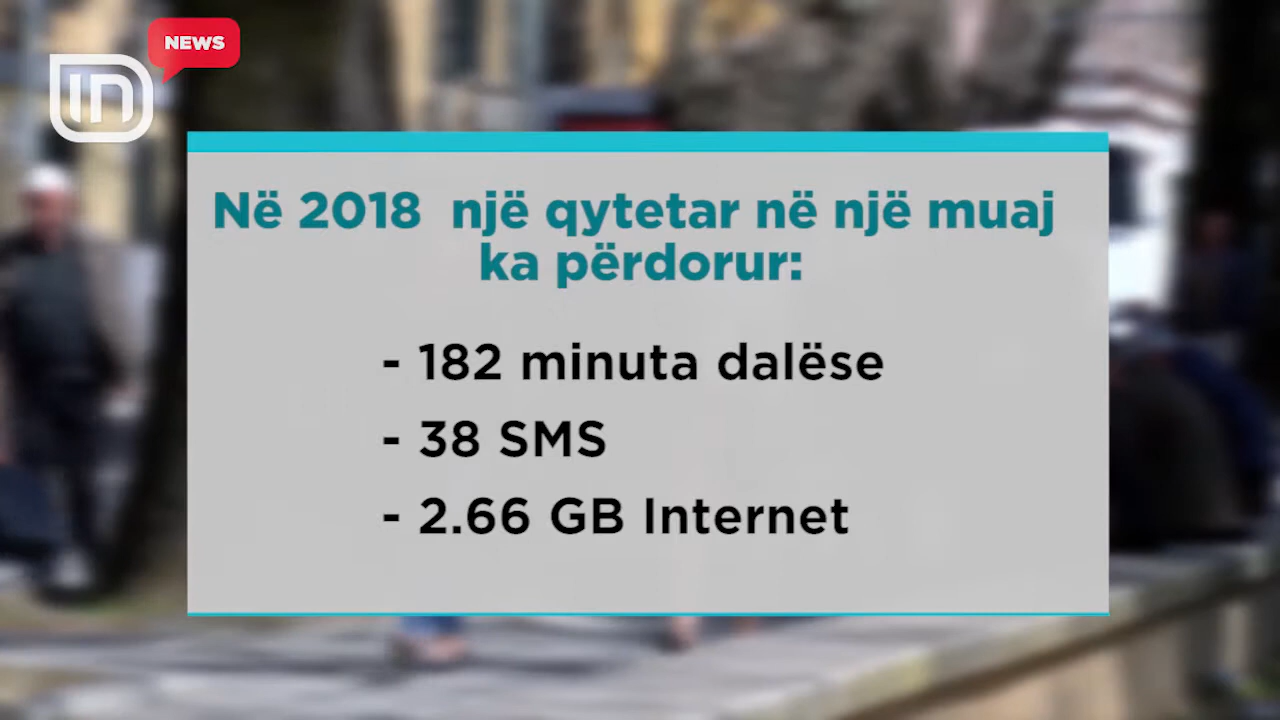 NEWS
IN
Në 2018 një qytetar në një muaj
ka përdorur:
- 182 minuta dalëse
- 38 SMS
- 2.66 GB Internet